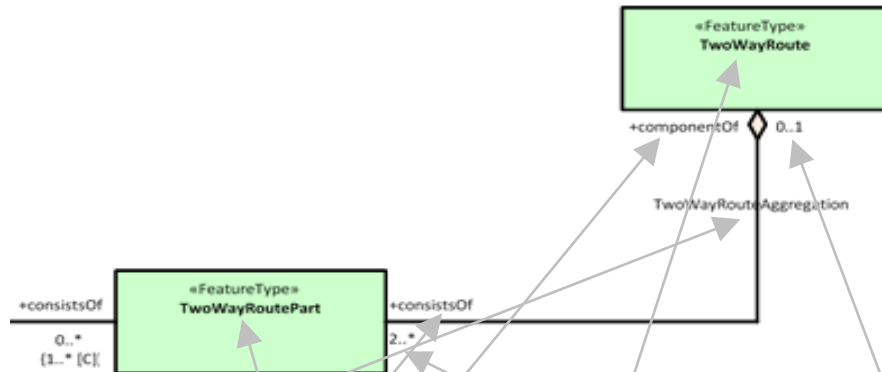 «FeatureType»
TwoWayRoute
+componentOf 0..1
TwoWayRouteAggregation
«FeatureType»
TwoWayRoutePart
+consistsOf
+consistsOf
0..*
2..*
{1..* [C]